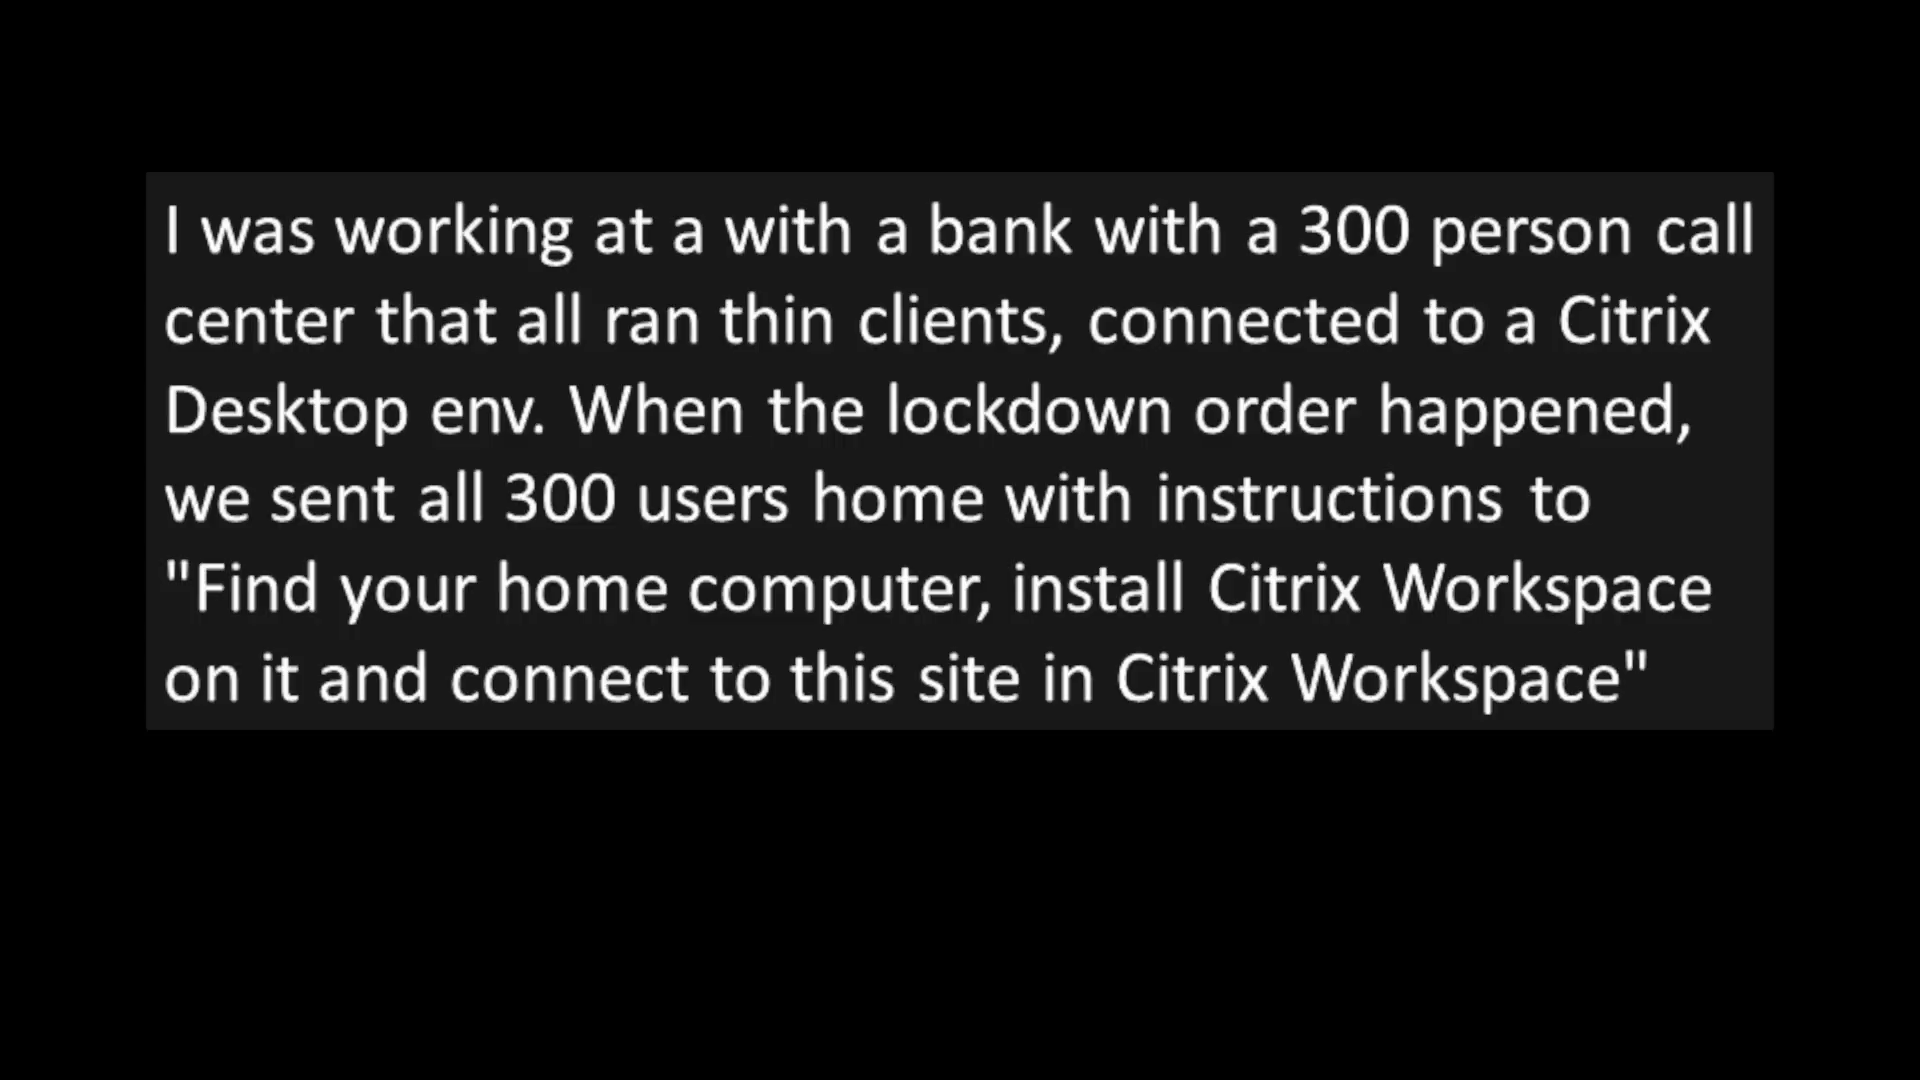 I was working at a with a bank with a 300 person call
center that all ran thin clients, connected to a Citrix
Desktop env. When the lockdown order happened,
we sent all 300 users home with instructions to
"Find your home computer, install Citrix Workspace
on it and connect to this site in Citrix Workspace"